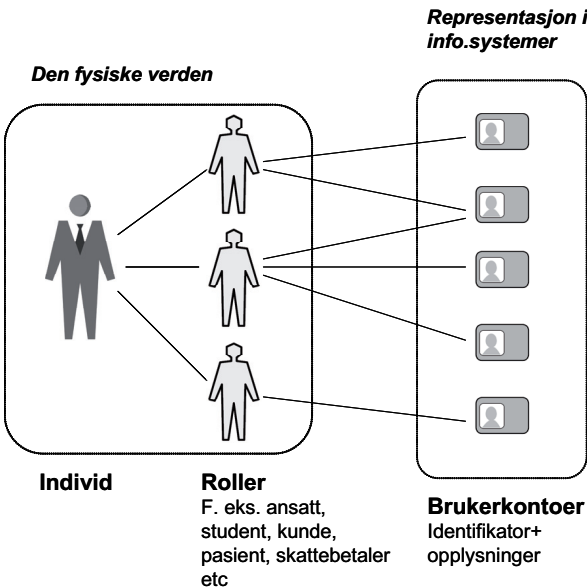 Representasjon i
info.systemer
Den fysiske verden
Individ
Roller
F. eks. ansatt,
student, kunde,
pasient, skattebetaler
etc
Brukerkontoer
Identifikator+
opplysninger